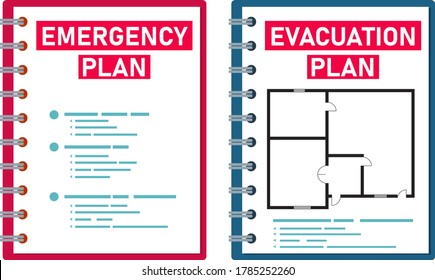 EMERGENCY
PLAN
EVACUATION
PLAN
shutterstock.com · 1785252260